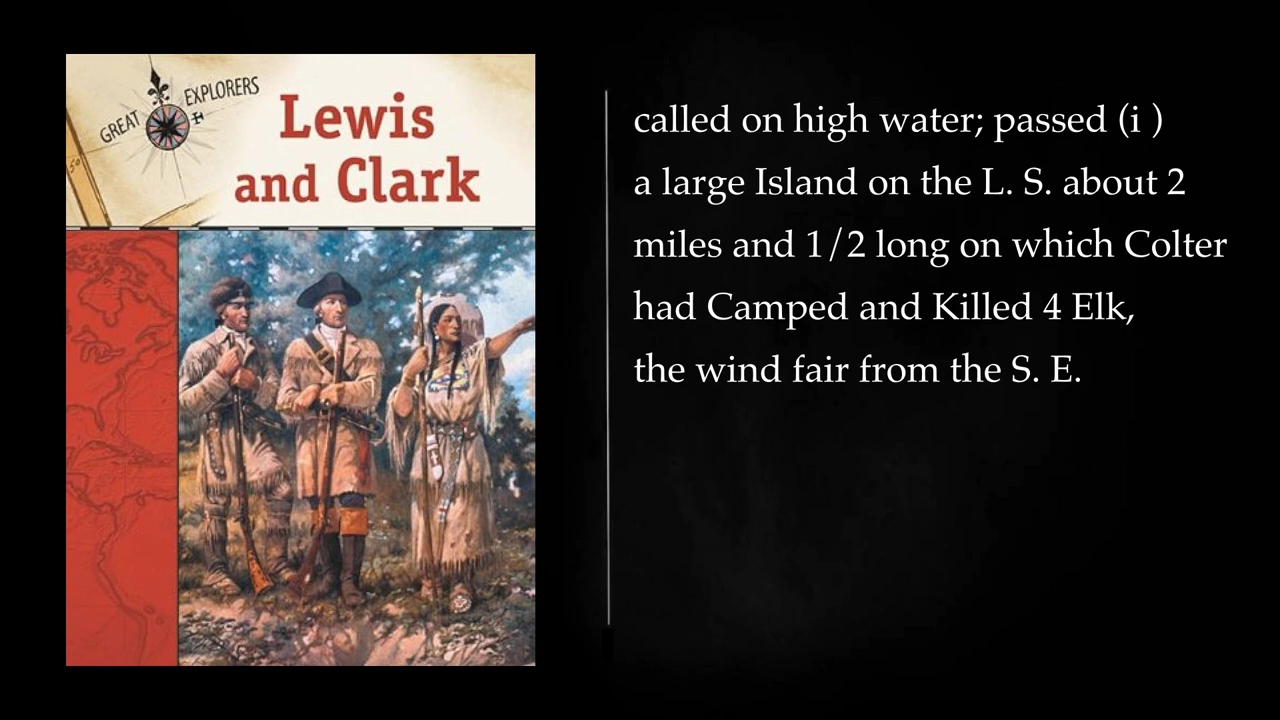 GREAT EXPLORERS
Lewis
and Clark
50
called on high water; passed (i )
a large Island on the L. S. about 2
miles and 1/2 long on which Colter
had Camped and Killed 4 Elk,
the wind fair from the S. E.